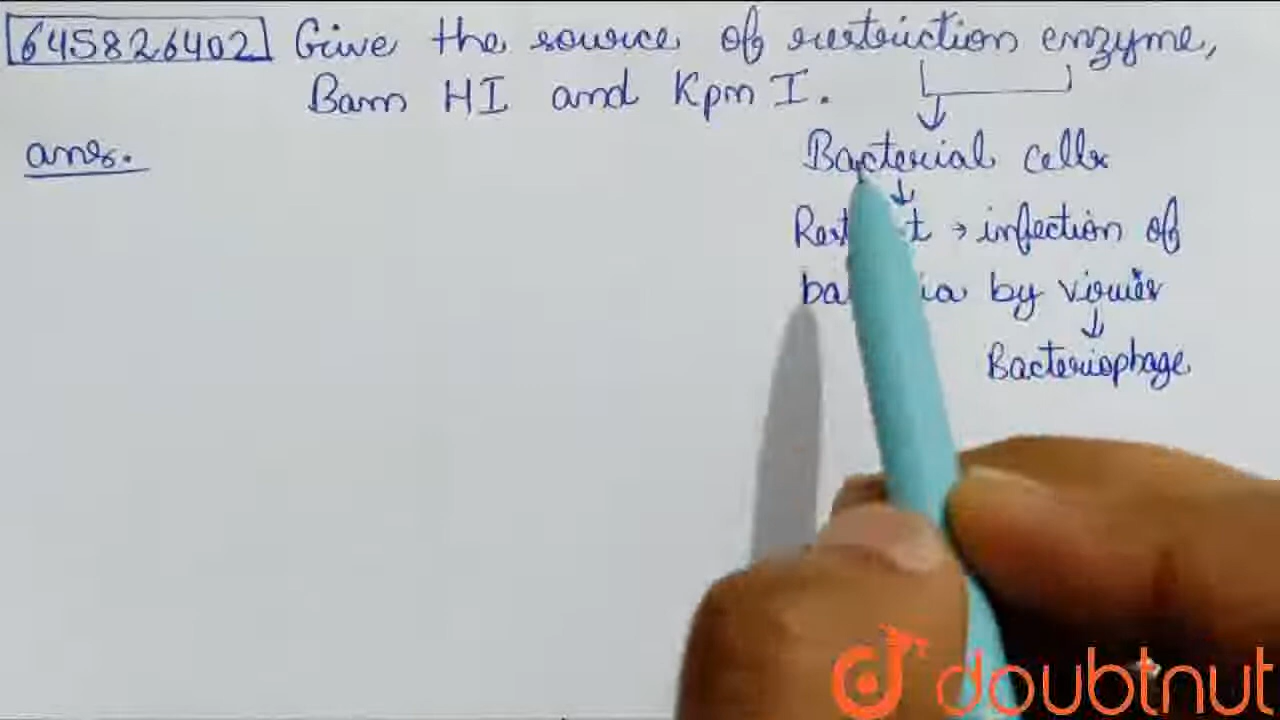 645826402 Give the source of restriction enzyme,
Bam HI and Kpn I.
ans.
Bacterial cells
→ infection of
by virus
Bacteriophage
doubtnut